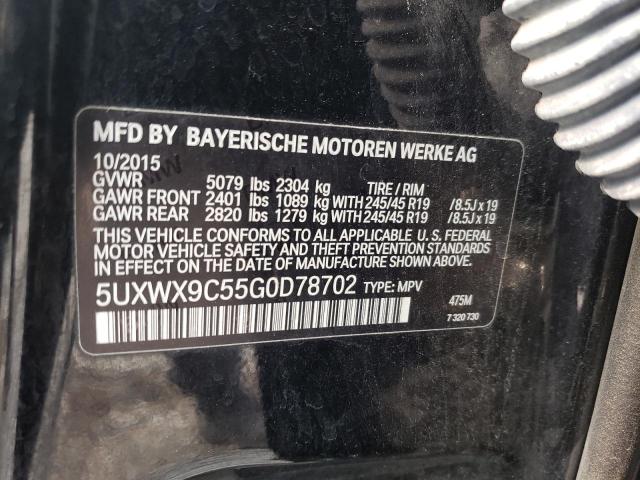 MFD BY BAYERISCHE MOTOREN WERKE AG
10/2015
GVWR 5079 lbs 2304 kg TIRE / RIM
GAWR FRONT 2401 lbs 1089 kg WITH 245/45 R19 /8.5J x 19
GAWR REAR 2820 lbs 1279 kg WITH 245/45 R19 /8.5J x 19
THIS VEHICLE CONFORMS TO ALL APPLICABLE U. S. FEDERAL
MOTOR VEHICLE SAFETY AND THEFT PREVENTION STANDARDS
IN EFFECT ON THE DATE OF MANUFACTURE SHOWN ABOVE.
5UXWX9C55G0D78702 TYPE: MPV
475M
7 320 730